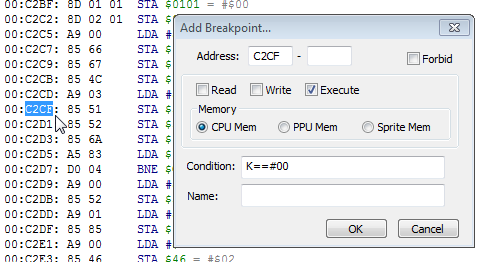 00:C2BF: 8D 01 01 STA $0101 = #$00
00:C2C2: 8D 02 01 STA $
00:C2C5: A9 00 LDA #
00:C2C7: 85 66 STA $
00:C2C9: 85 67 STA $
00:C2CB: 85 4C STA $
00:C2CD: A9 03 LDA #
00:C2CF: 85 51 STA $
00:C2D1: 85 52 STA $
00:C2D3: 85 6A STA $
00:C2D5: A5 83 LDA $
00:C2D7: D0 04 BNE $
00:C2D9: A9 00 LDA #
00:C2DB: 85 52 STA $
00:C2DD: A9 01 LDA #
00:C2DF: 85 85 STA $
00:C2E1: A9 00 LDA #
00:C2E3: 85 46 STA $46 = #$02
Add Breakpoint...
Address: C2CF -
Forbid
Read Write Execute
Memory
CPU Mem PPU Mem Sprite Mem
Condition: K==#00
Name:
OK Cancel